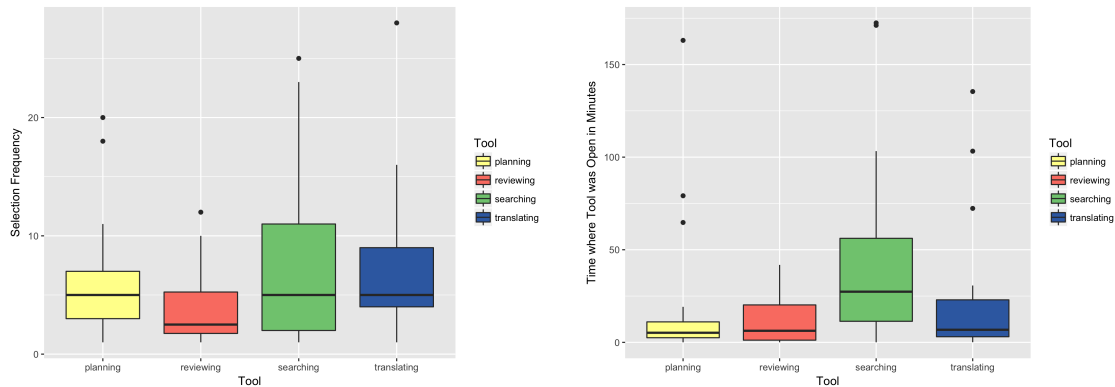 Selection Frequency
20
10
0
planning reviewing searching translating
Tool
Tool
planning
reviewing
searching
translating
Time where Tool was Open in Minutes
150
100
50
0
planning reviewing searching translating
Tool
Tool
planning
reviewing
searching
translating